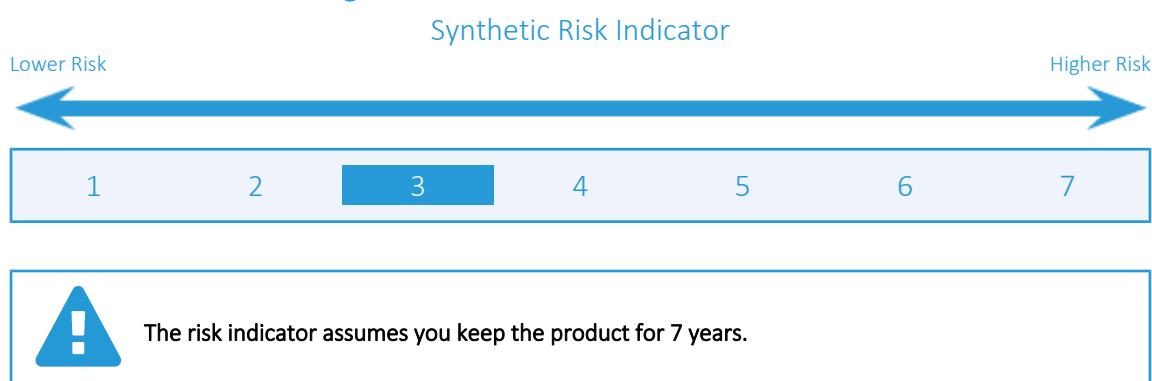 Synthetic Risk Indicator
Lower Risk Higher Risk
1 2 3 4 5 6 7
The risk indicator assumes you keep the product for 7 years.